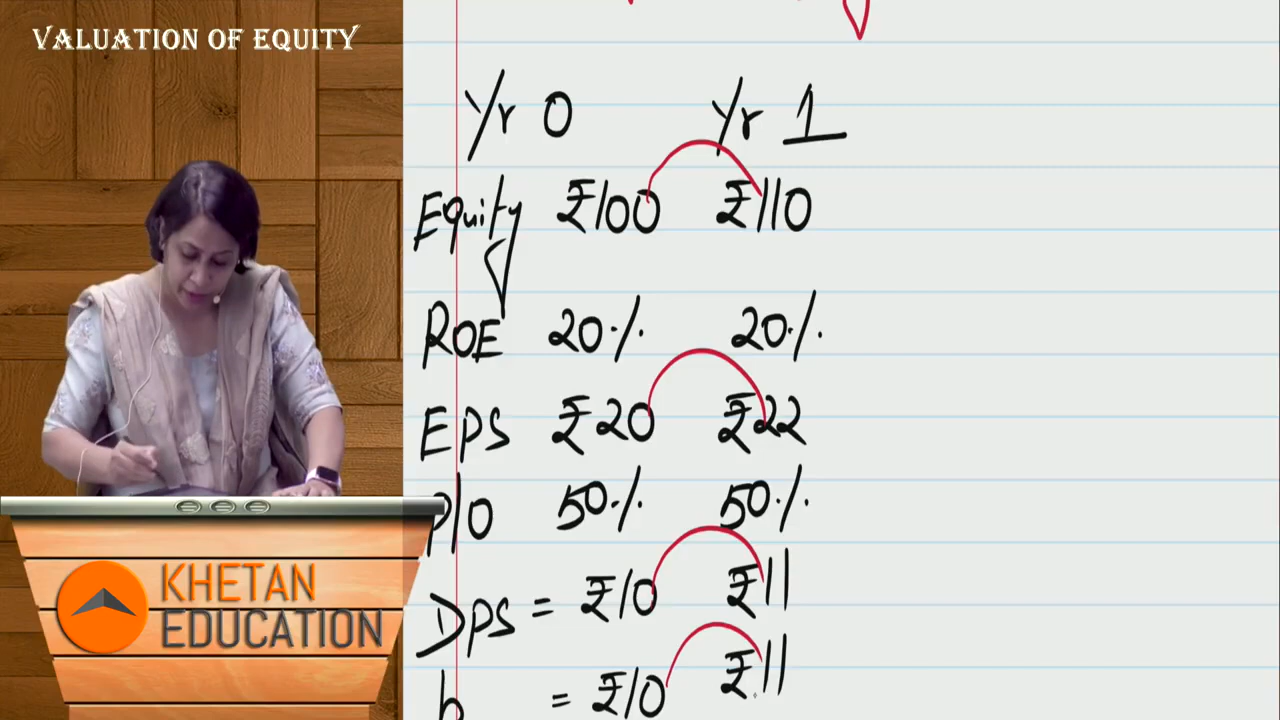 VALUATION OF EQUITY
Yr 0 Yr 1
Equity ₹100 ₹110
ROE 20% 20%
EPS ₹20 ₹22
P/O 50% 50%
DPS = ₹10 ₹11
b = ₹10 ₹11
KHETAN
EDUCATION